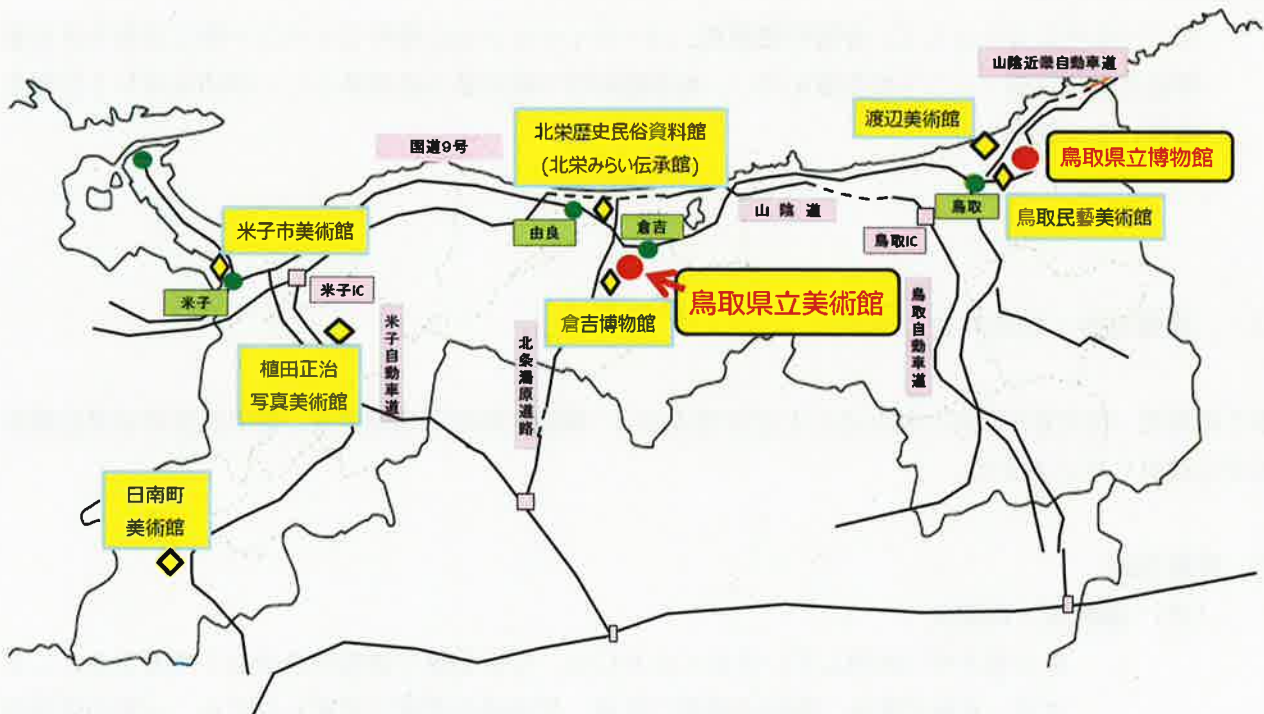 山陰近畿自動車道
渡辺美術館
鳥取県立博物館
北栄歴史民俗資料館
(北栄みらい伝承館)
国道9号
鳥取
鳥取民藝美術館
米子市美術館
由良
倉吉
山陰道
鳥取IC
米子
米子IC
鳥取県立美術館
倉吉博物館
植田正治
写真美術館
米子自動車道
北条湯原道路
鳥取自動車道
日南町
美術館